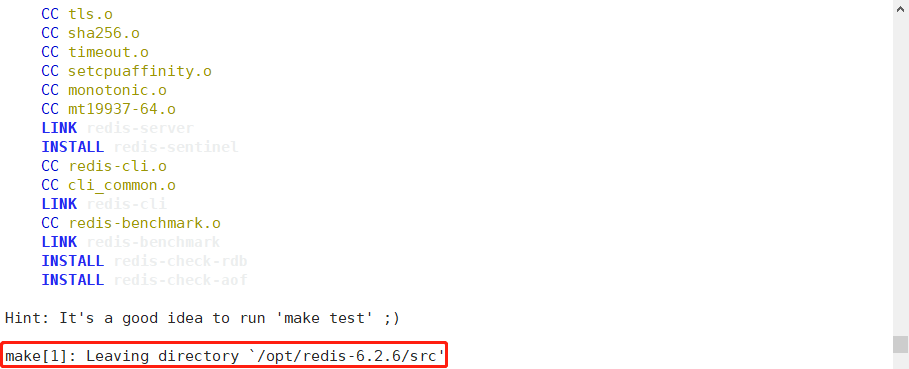 CC tls.o
CC sha256.o
CC timeout.o
CC setcpuaffinity.o
CC monotonic.o
CC mt19937-64.o
LINK redis-server
INSTALL redis-sentinel
CC redis-cli.o
CC cli_common.o
LINK redis-cli
CC redis-benchmark.o
LINK redis-benchmark
INSTALL redis-check-rdb
INSTALL redis-check-aof
Hint: It's a good idea to run 'make test' ;)
make[1]: Leaving directory `/opt/redis-6.2.6/src'